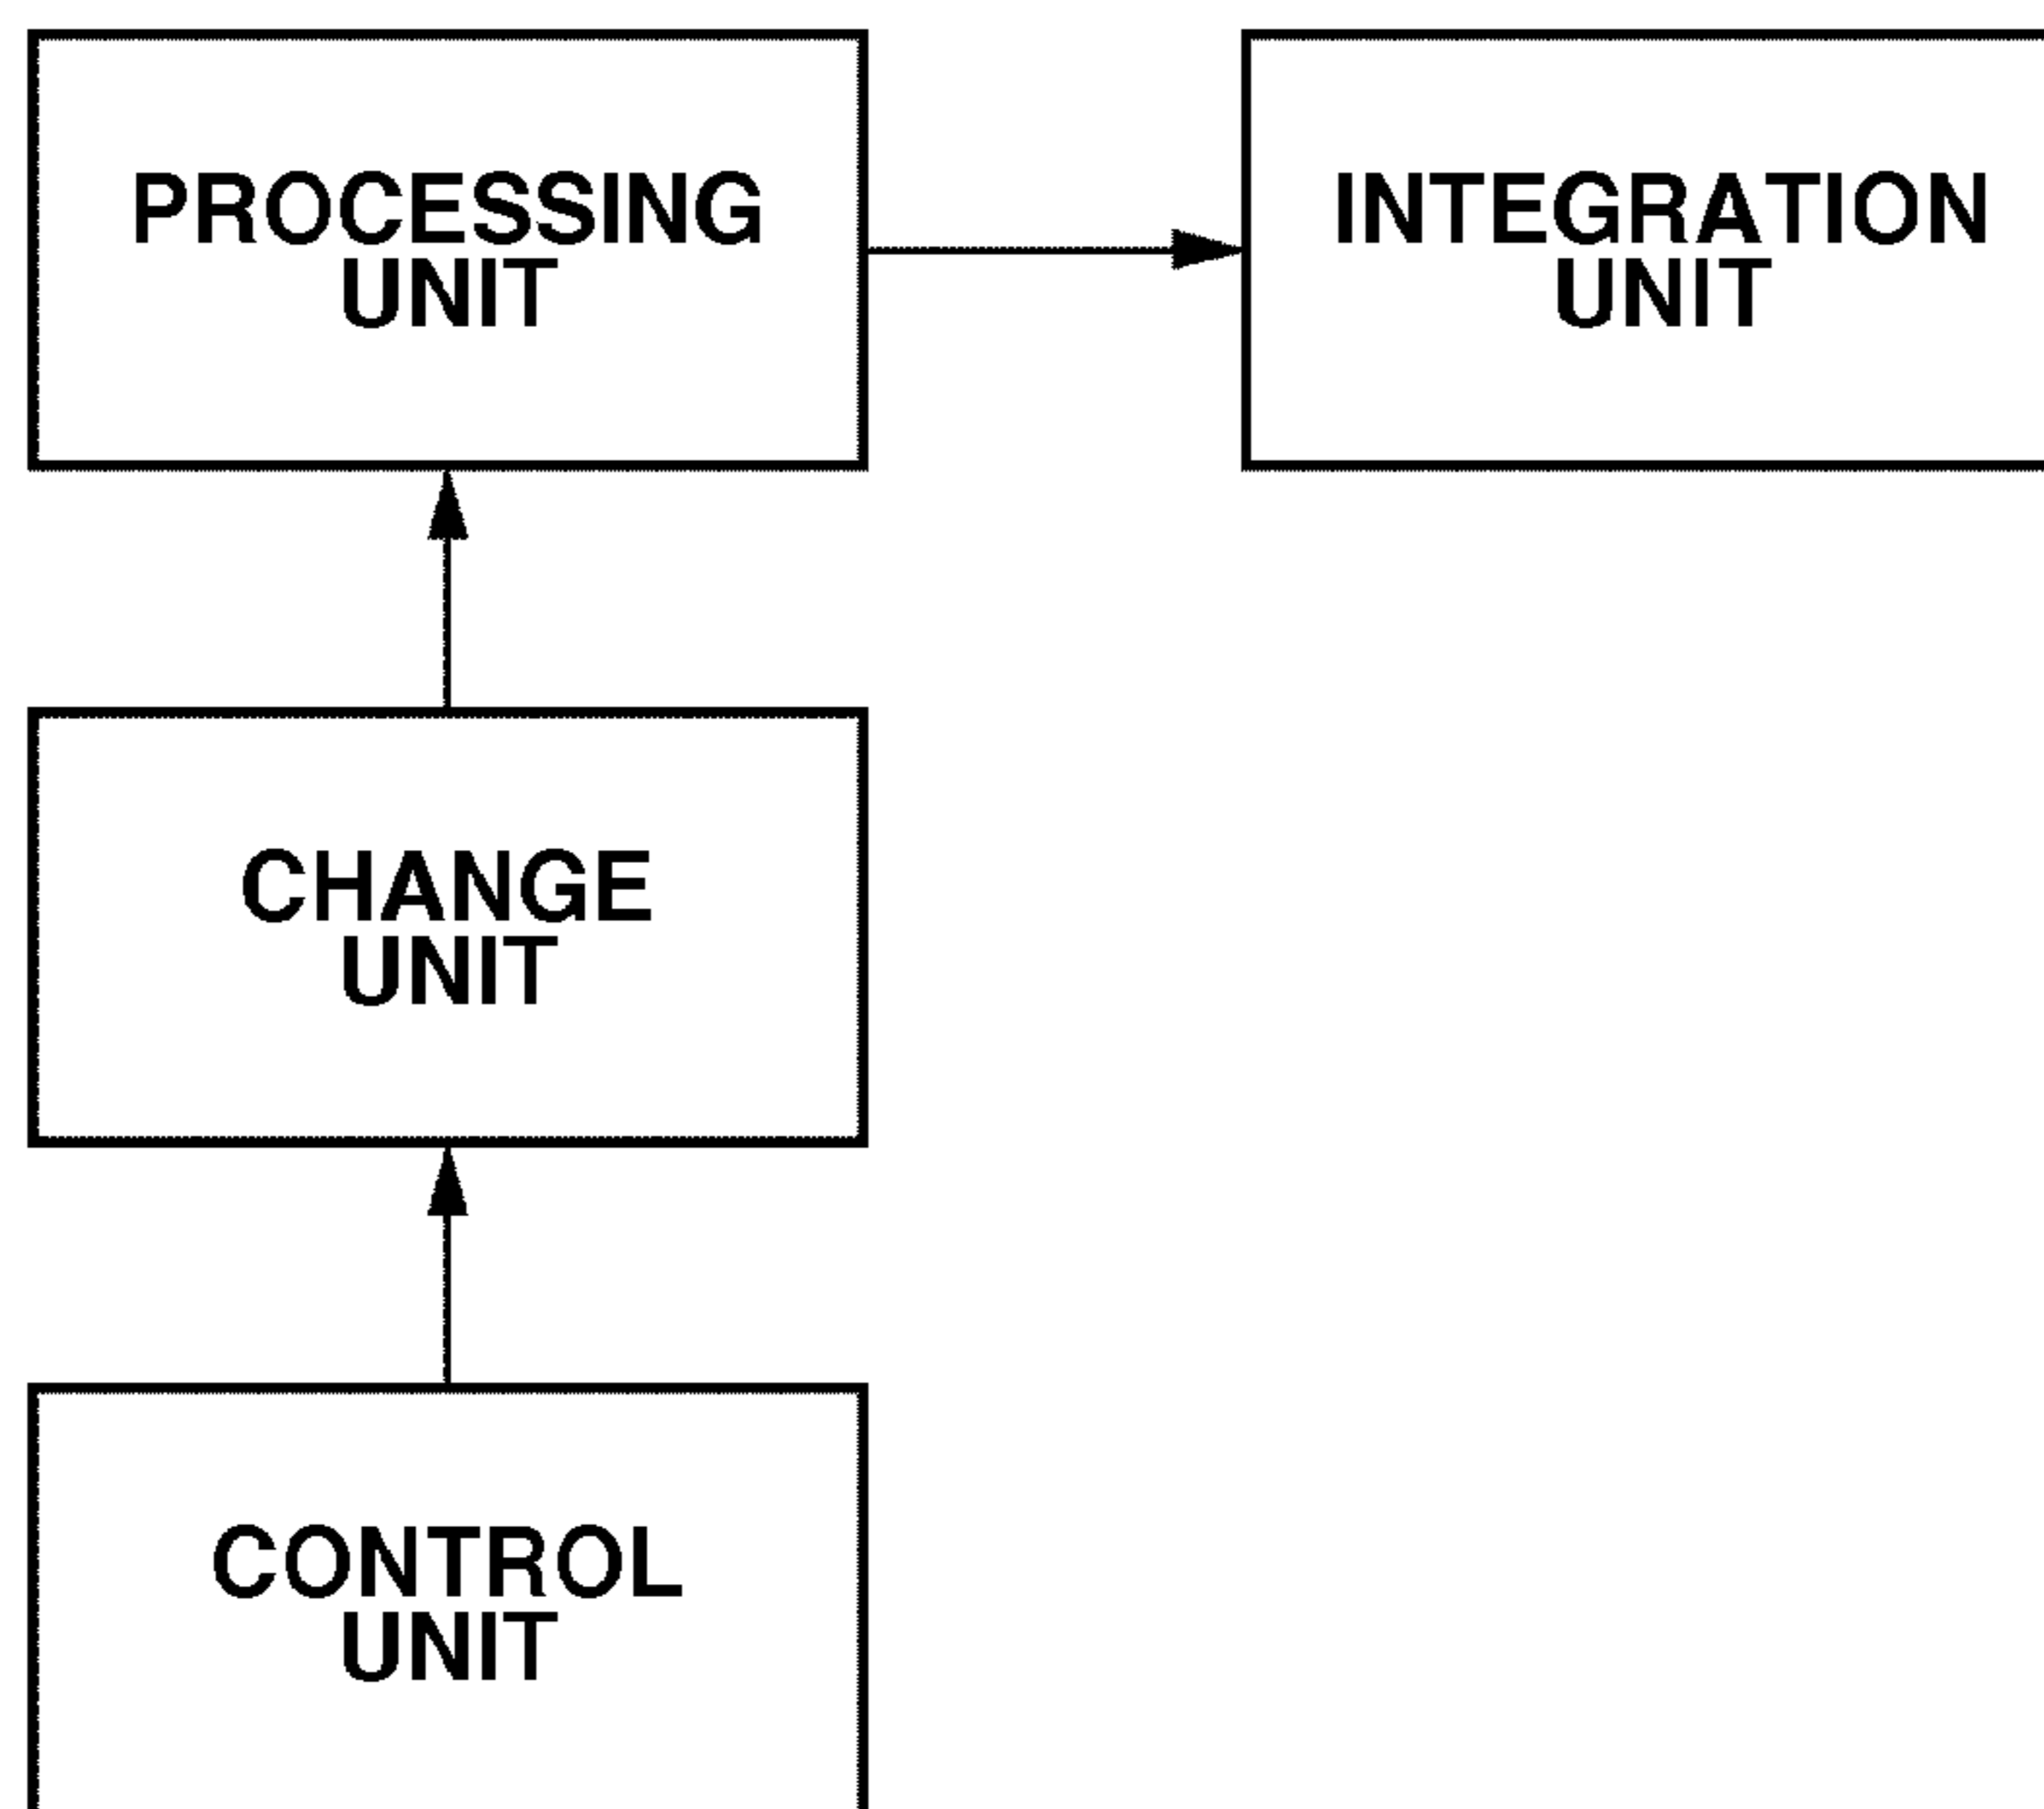 PROCESSING
UNIT
INTEGRATION
UNIT
CHANGE
UNIT
CONTROL
UNIT